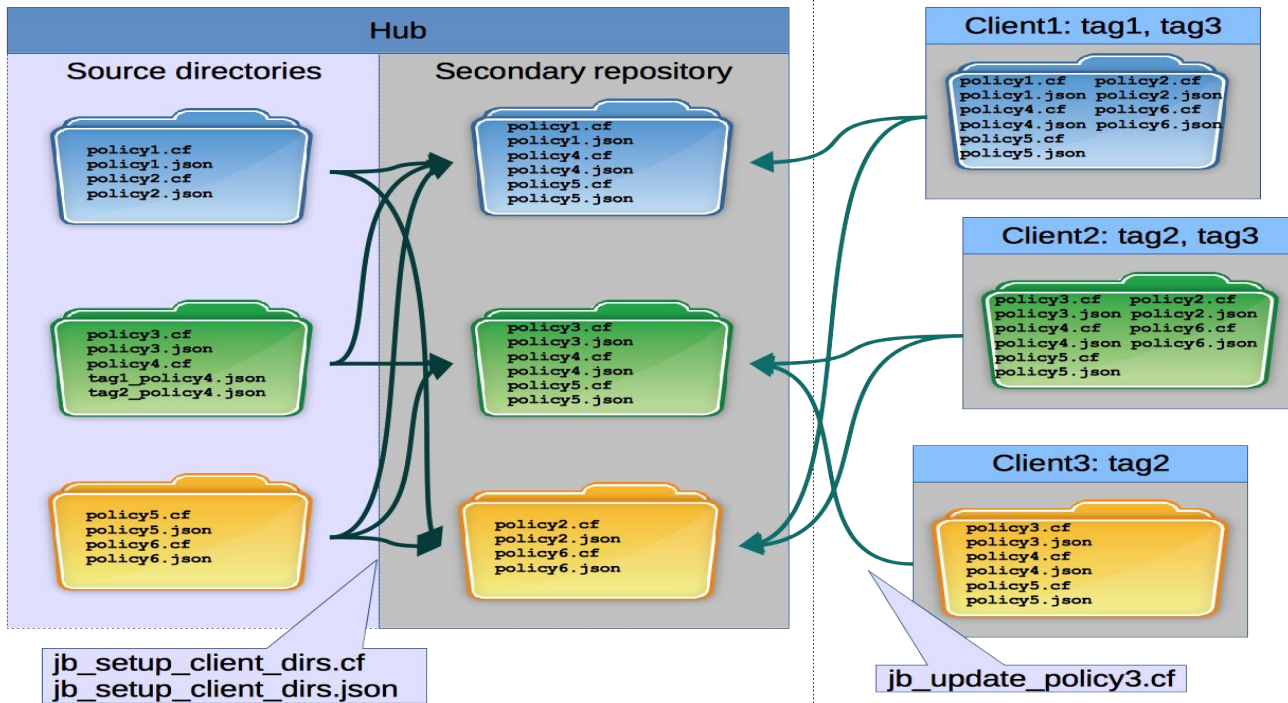 Hub
Source directories
Secondary repository
policy1.cf
policy1.json
policy2.cf
policy2.json
policy1.cf
policy1.json
policy4.cf
policy4.json
policy5.cf
policy5.json
policy3.cf
policy3.json
policy4.cf
tag1_policy4.json
tag2_policy4.json
policy3.cf
policy3.json
policy4.cf
policy4.json
policy5.cf
policy5.json
policy5.cf
policy5.json
policy6.cf
policy6.json
policy2.cf
policy2.json
policy6.cf
policy6.json
jb_setup_client_dirs.cf
jb_setup_client_dirs.json
Client1: tag1, tag3
policy1.cf policy2.cf
policy1.json policy2.json
policy4.cf policy6.cf
policy4.json policy6.json
policy5.cf
policy5.json
Client2: tag2, tag3
policy3.cf policy2.cf
policy3.json policy2.json
policy4.cf policy6.cf
policy4.json policy6.json
policy5.cf
policy5.json
Client3: tag2
policy3.cf
policy3.json
policy4.cf
policy4.json
policy5.cf
policy5.json
jb_update_policy3.cf